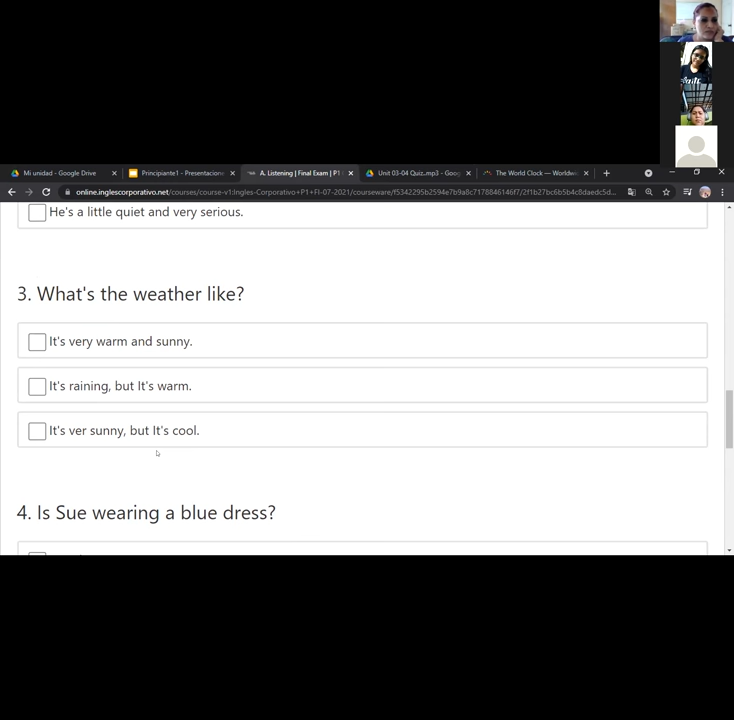 Mi unidad - Google Drive
Principiante1 - Presentacione
A. Listening | Final Exam | P1
Unit 03-04 Quiz..mp3 - Goog
The World Clock — Worldwi
online.inglescorporativo.net/courses/course-v1:Ingles-Corporativo+P1+FI-07-2021/courseware/
He's a little quiet and very serious.
3. What's the weather like?
It's very warm and sunny.
It's raining, but It's warm.
It's ver sunny, but It's cool.
4. Is Sue wearing a blue dress?